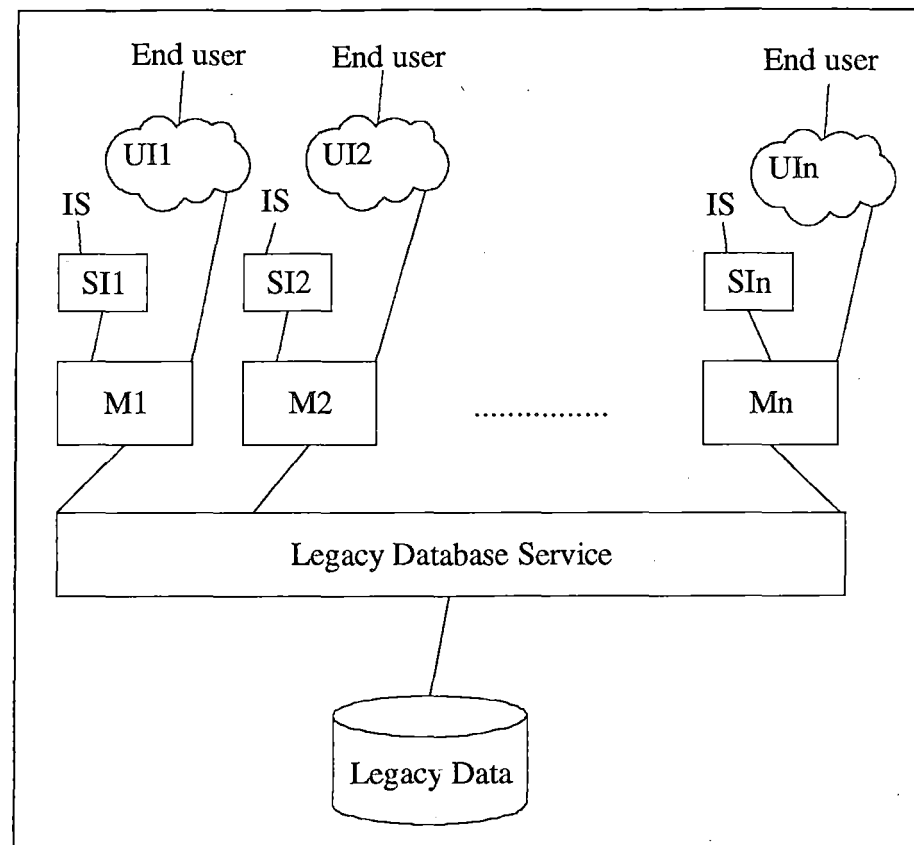 End user
End user
End user
UI1
UI2
UIn
IS
IS
IS
SI1
SI2
SIn
M1
M2
................
Mn
Legacy Database Service
Legacy Data